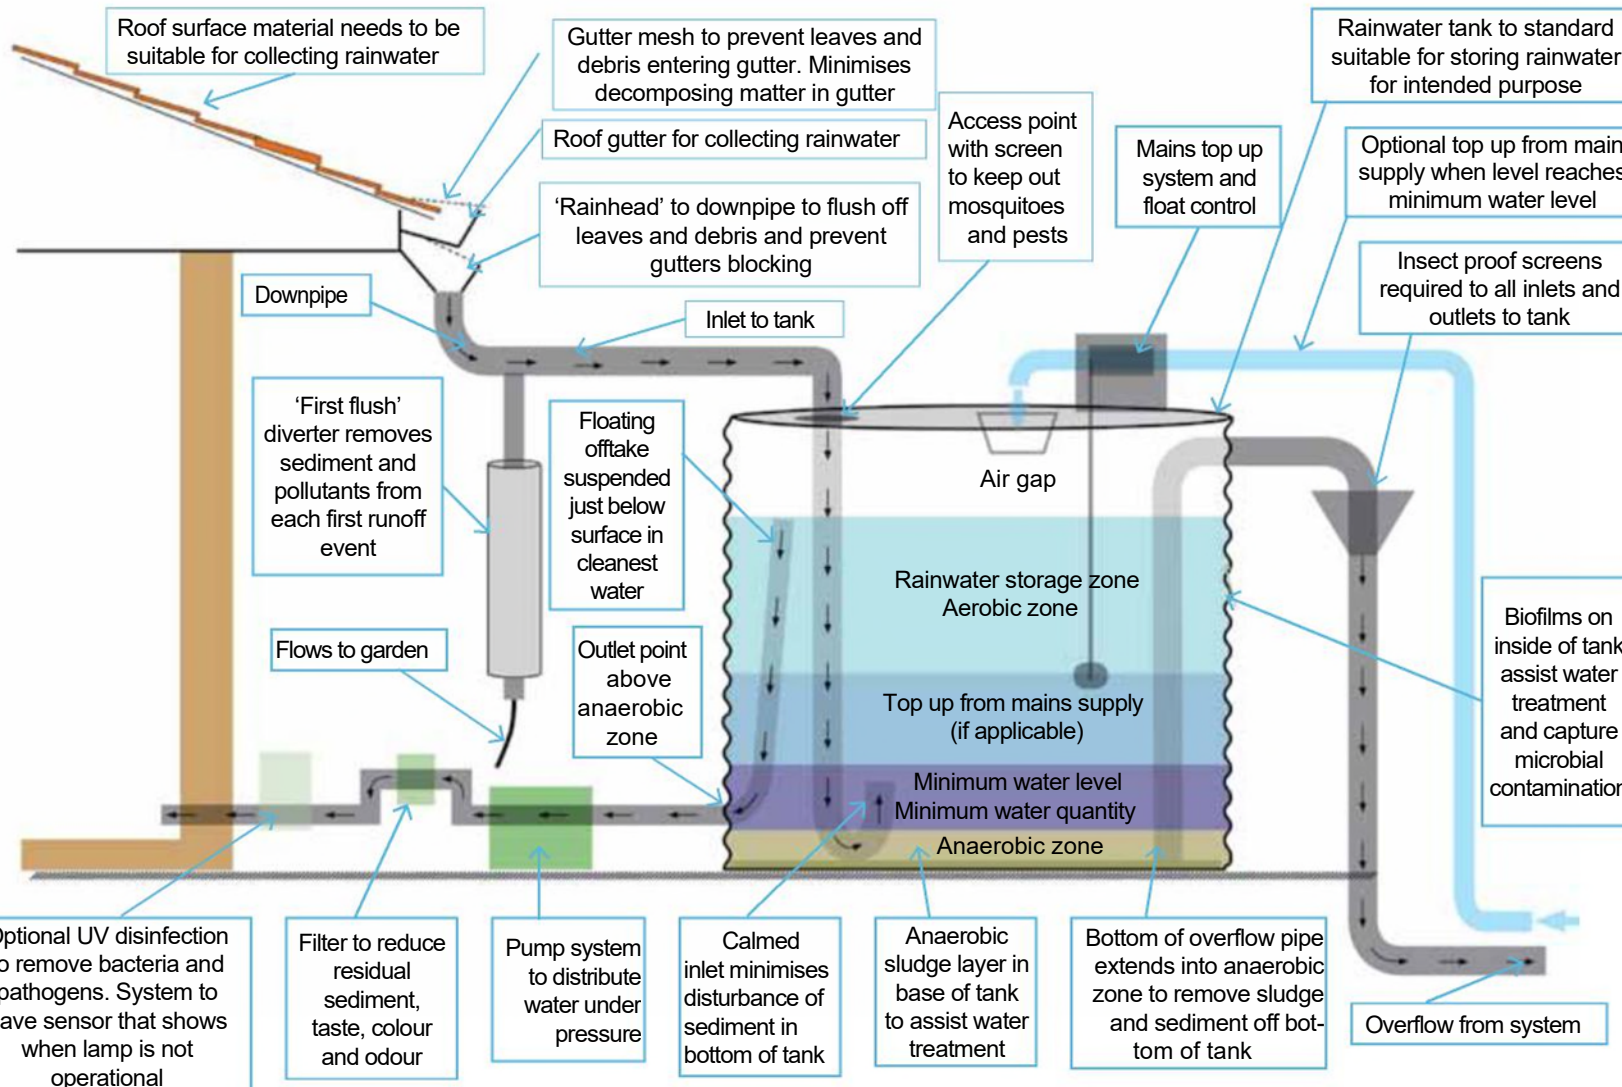 Roof surface material needs to be
suitable for collecting rainwater
Gutter mesh to prevent leaves and
debris entering gutter. Minimises
decomposing matter in gutter
Roof gutter for collecting rainwater
‘Rainhead’ to downpipe to flush off
leaves and debris and prevent
gutters blocking
Access point
with screen
to keep out
mosquitoes
and pests
Mains top up
system and
float control
Rainwater tank to standard
suitable for storing rainwater
for intended purpose
Optional top up from main
supply when level reaches
minimum water level
Insect proof screens
required to all inlets and
outlets to tank
Downpipe
Inlet to tank
‘First flush’
diverter removes
sediment and
pollutants from
each first runoff
event
Floating
offtake
suspended
just below
surface in
cleanest
water
Air gap
Rainwater storage zone
Aerobic zone
Flows to garden
Outlet point
above
anaerobic
zone
Top up from mains supply
(if applicable)
Minimum water level
Minimum water quantity
Anaerobic zone
Biofilms on
inside of tank
assist water
treatment
and capture
microbial
contamination
Optional UV disinfection
to remove bacteria and
pathogens. System to
have sensor that shows
when lamp is not
operational
Filter to reduce
residual
sediment,
taste, colour
and odour
Pump system
to distribute
water under
pressure
Calmed
inlet minimises
disturbance of
sediment in
bottom of tank
Anaerobic
sludge layer in
base of tank
to assist water
treatment
Bottom of overflow pipe
extends into anaerobic
zone to remove sludge
and sediment off bot-
tom of tank
Overflow from system